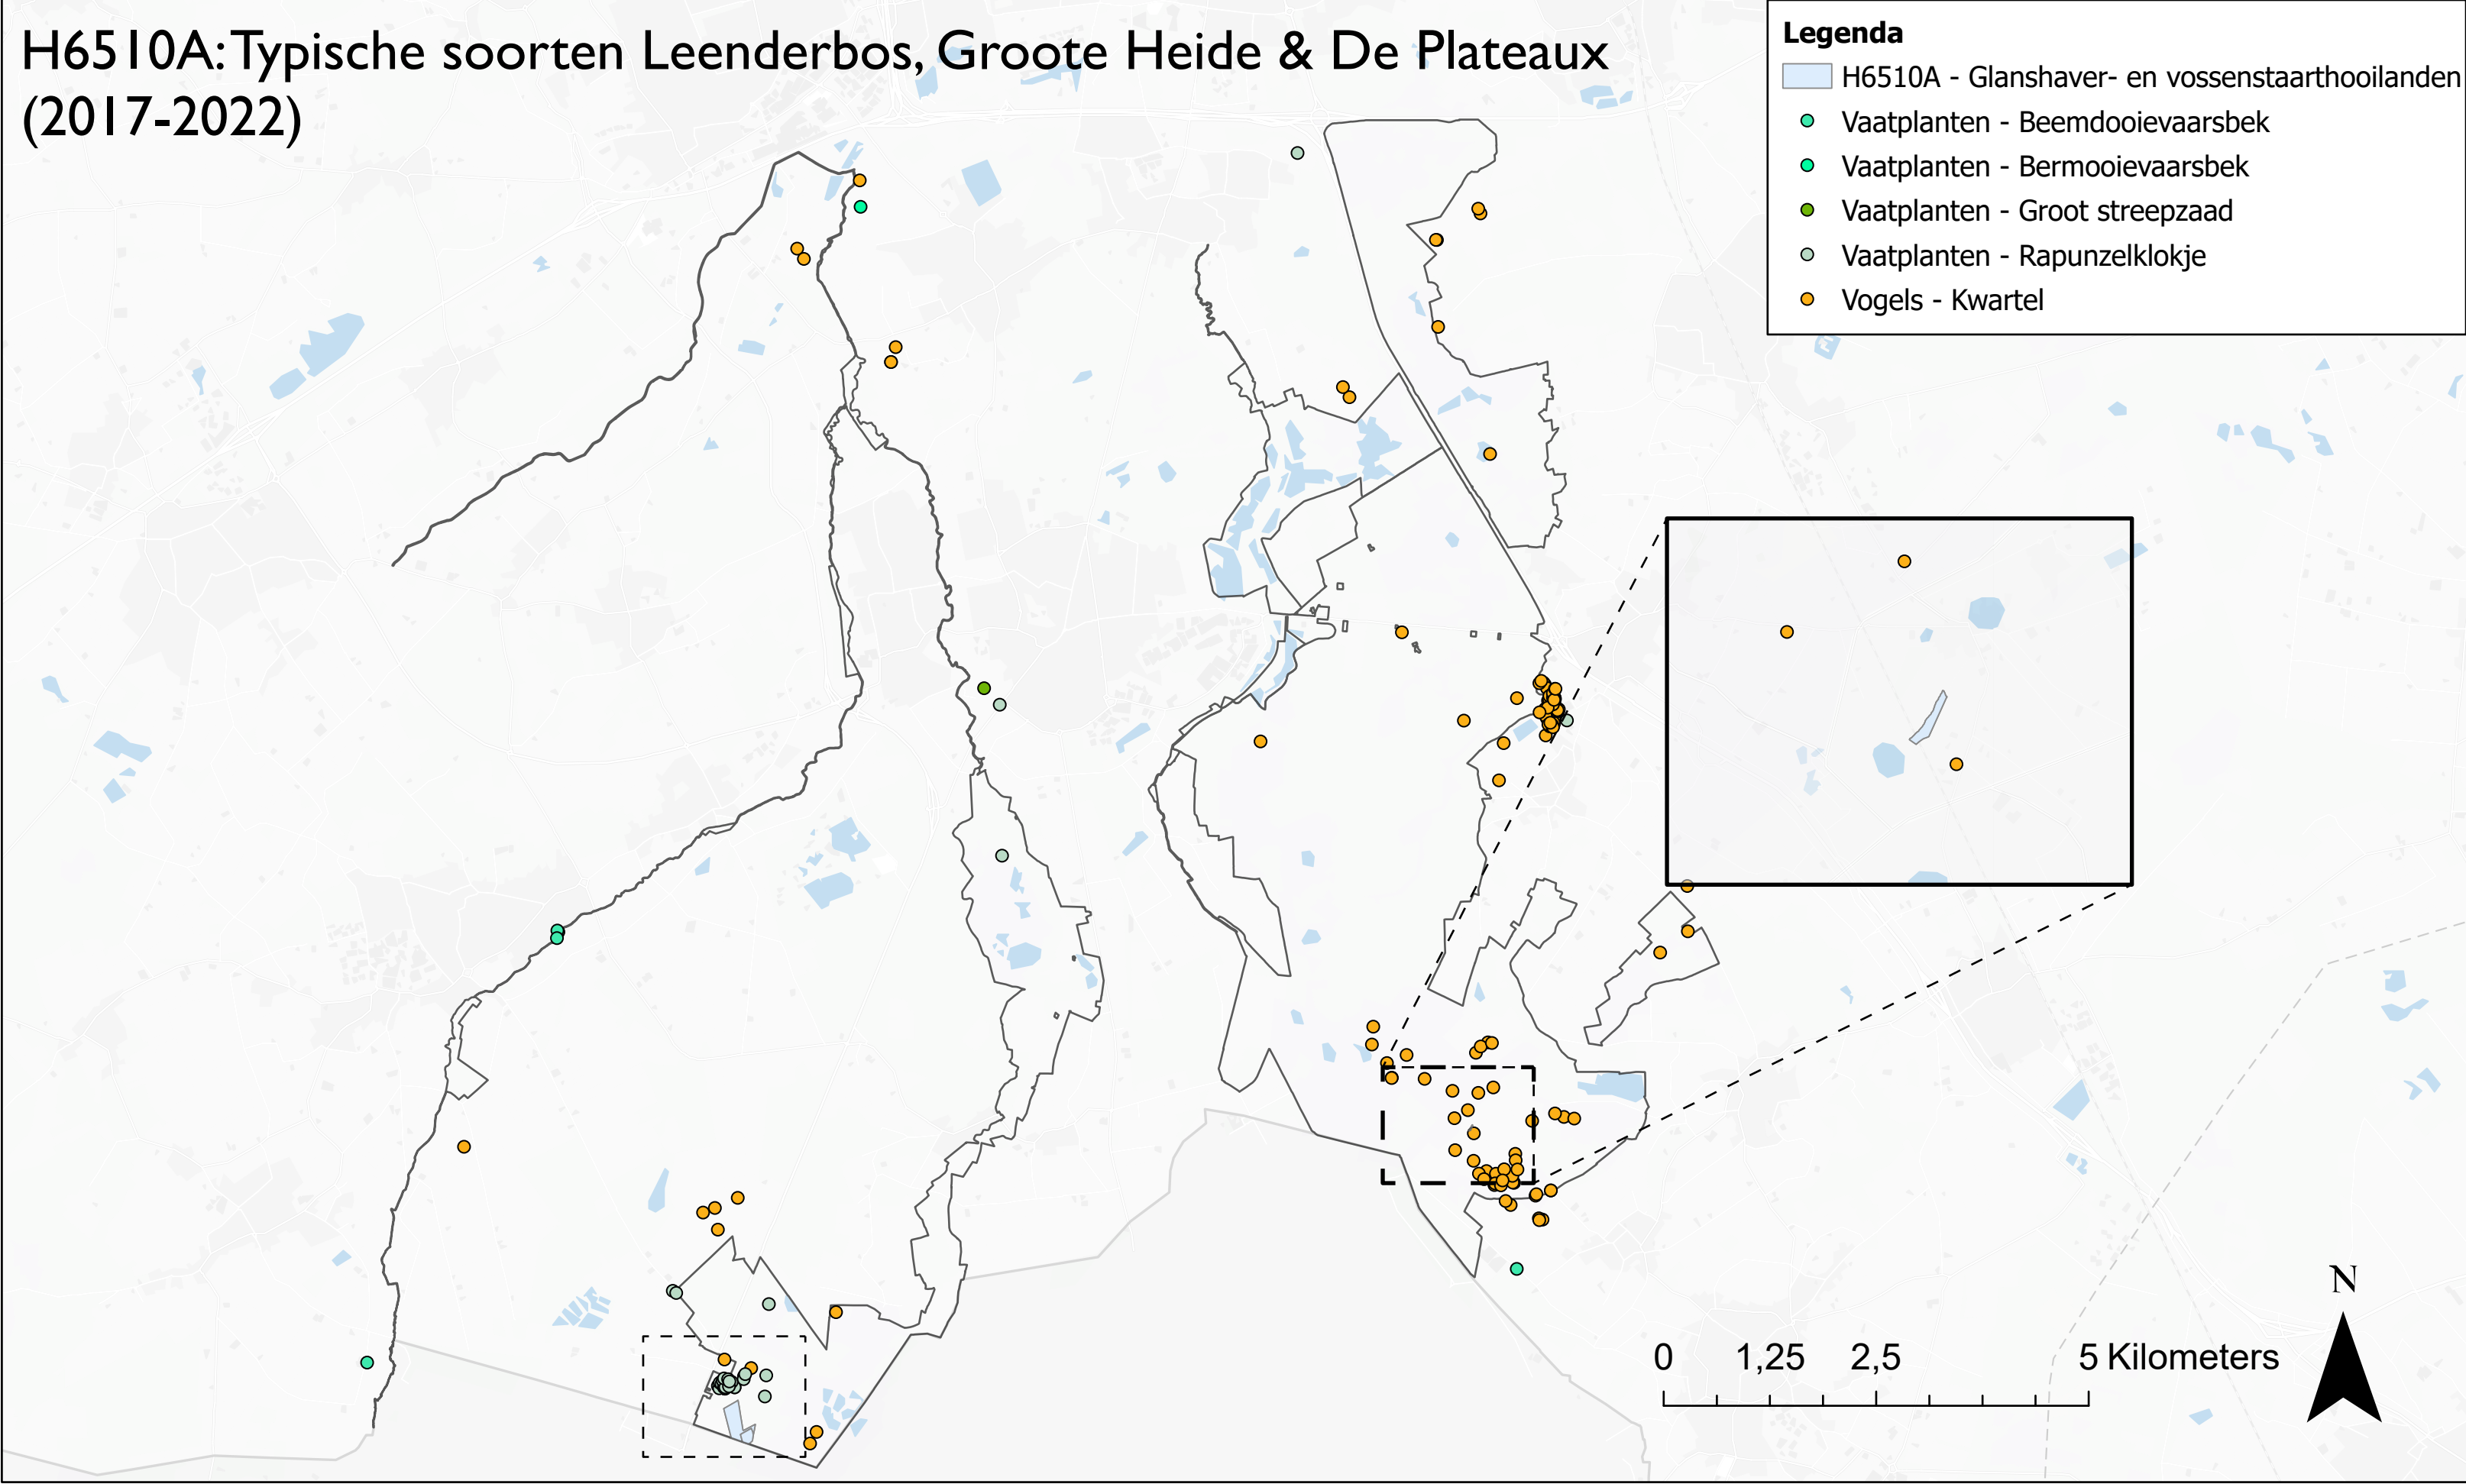 H6510A: Typische soorten Leenderbos, Groote Heide & De Plateaux
(2017-2022)
Legenda
H6510A - Glanshaver- en vossenstaarthooilanden
Vaatplanten - Beemdooievaarsbek
Vaatplanten - Bermooievaarsbek
Vaatplanten - Groot streepzaad
Vaatplanten - Rapunzelklokje
Vogels - Kwartel
N
0 1,25 2,5 5 Kilometers